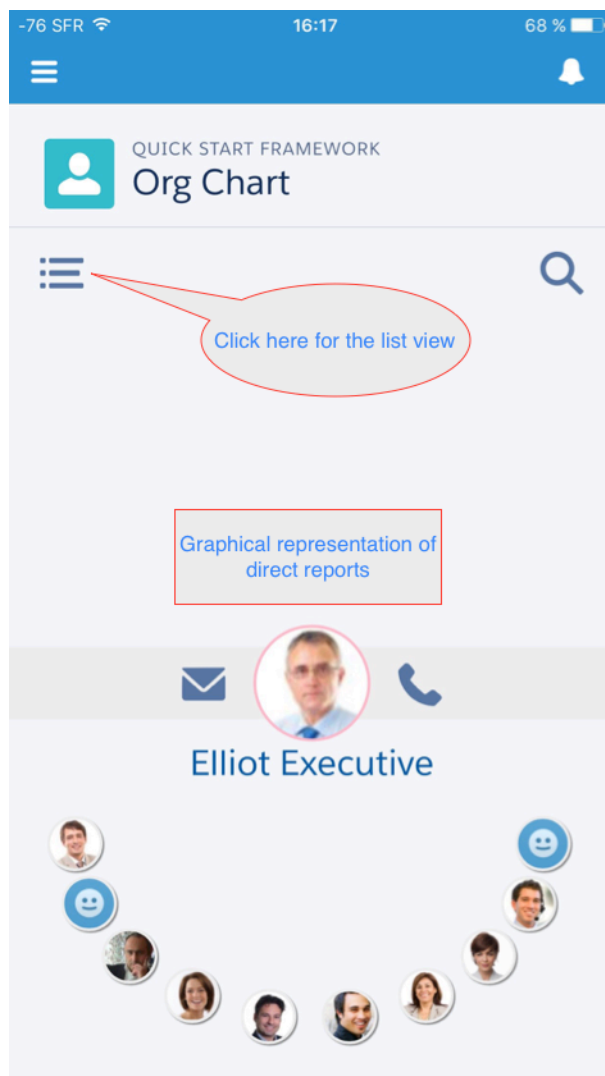 -76 SFR 16:17 68 %
QUICK START FRAMEWORK
Org Chart
Click here for the list view
Graphical representation of
direct reports
Elliot Executive